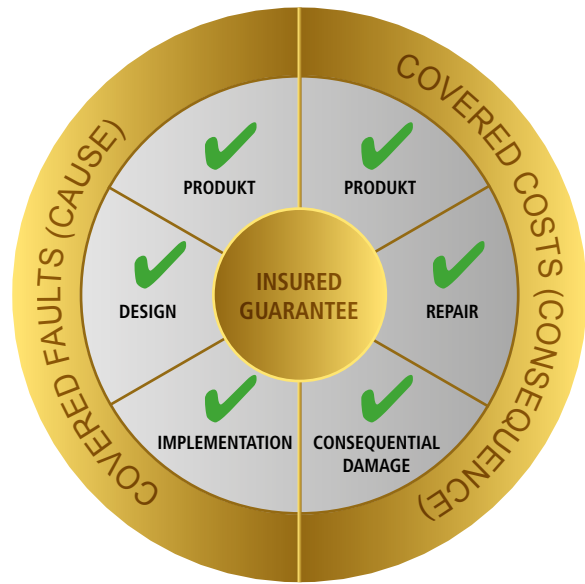 COVERED FAULTS (CAUSE)
COVERED COSTS (CONSEQUENCE)
PRODUKT
PRODUKT
DESIGN
INSURED
GUARANTEE
REPAIR
IMPLEMENTATION
CONSEQUENTIAL
DAMAGE